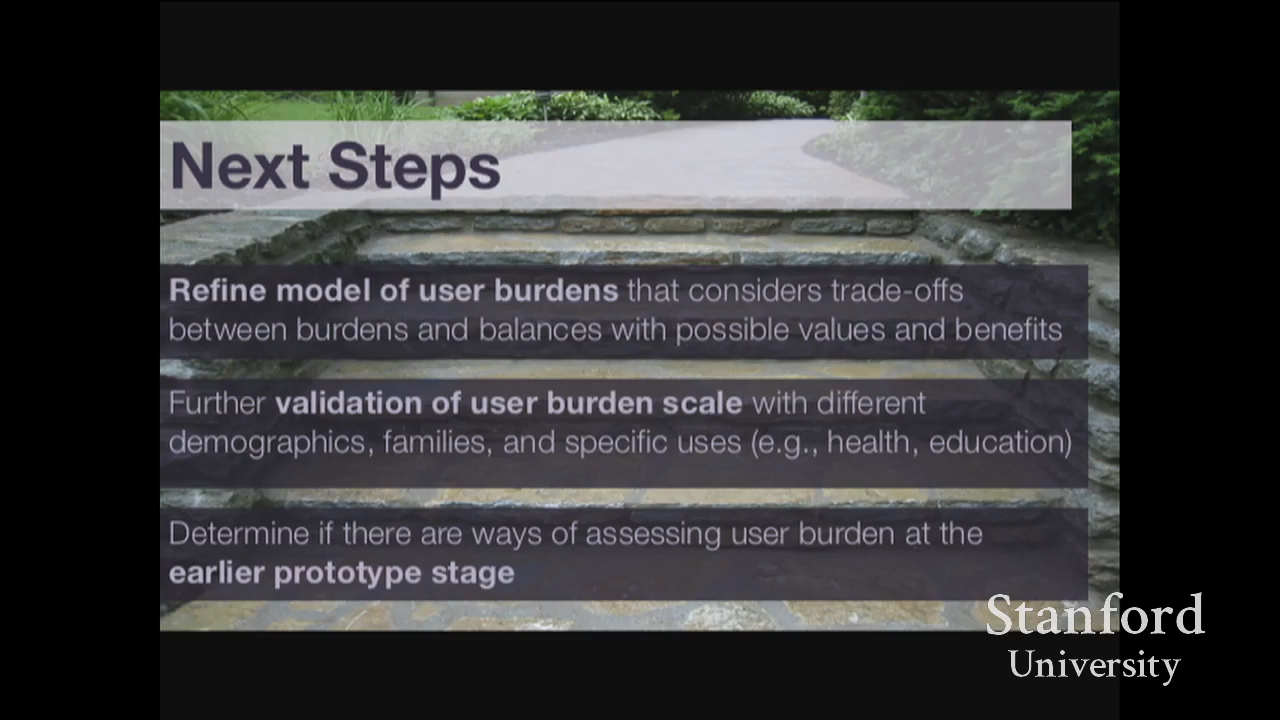 Next Steps
Refine model of user burdens that considers trade-offs
between burdens and balances with possible values and benefits
Further validation of user burden scale with different
demographics, families, and specific uses (e.g., health, education)
Determine if there are ways of assessing user burden at the
earlier prototype stage
Stanford
University